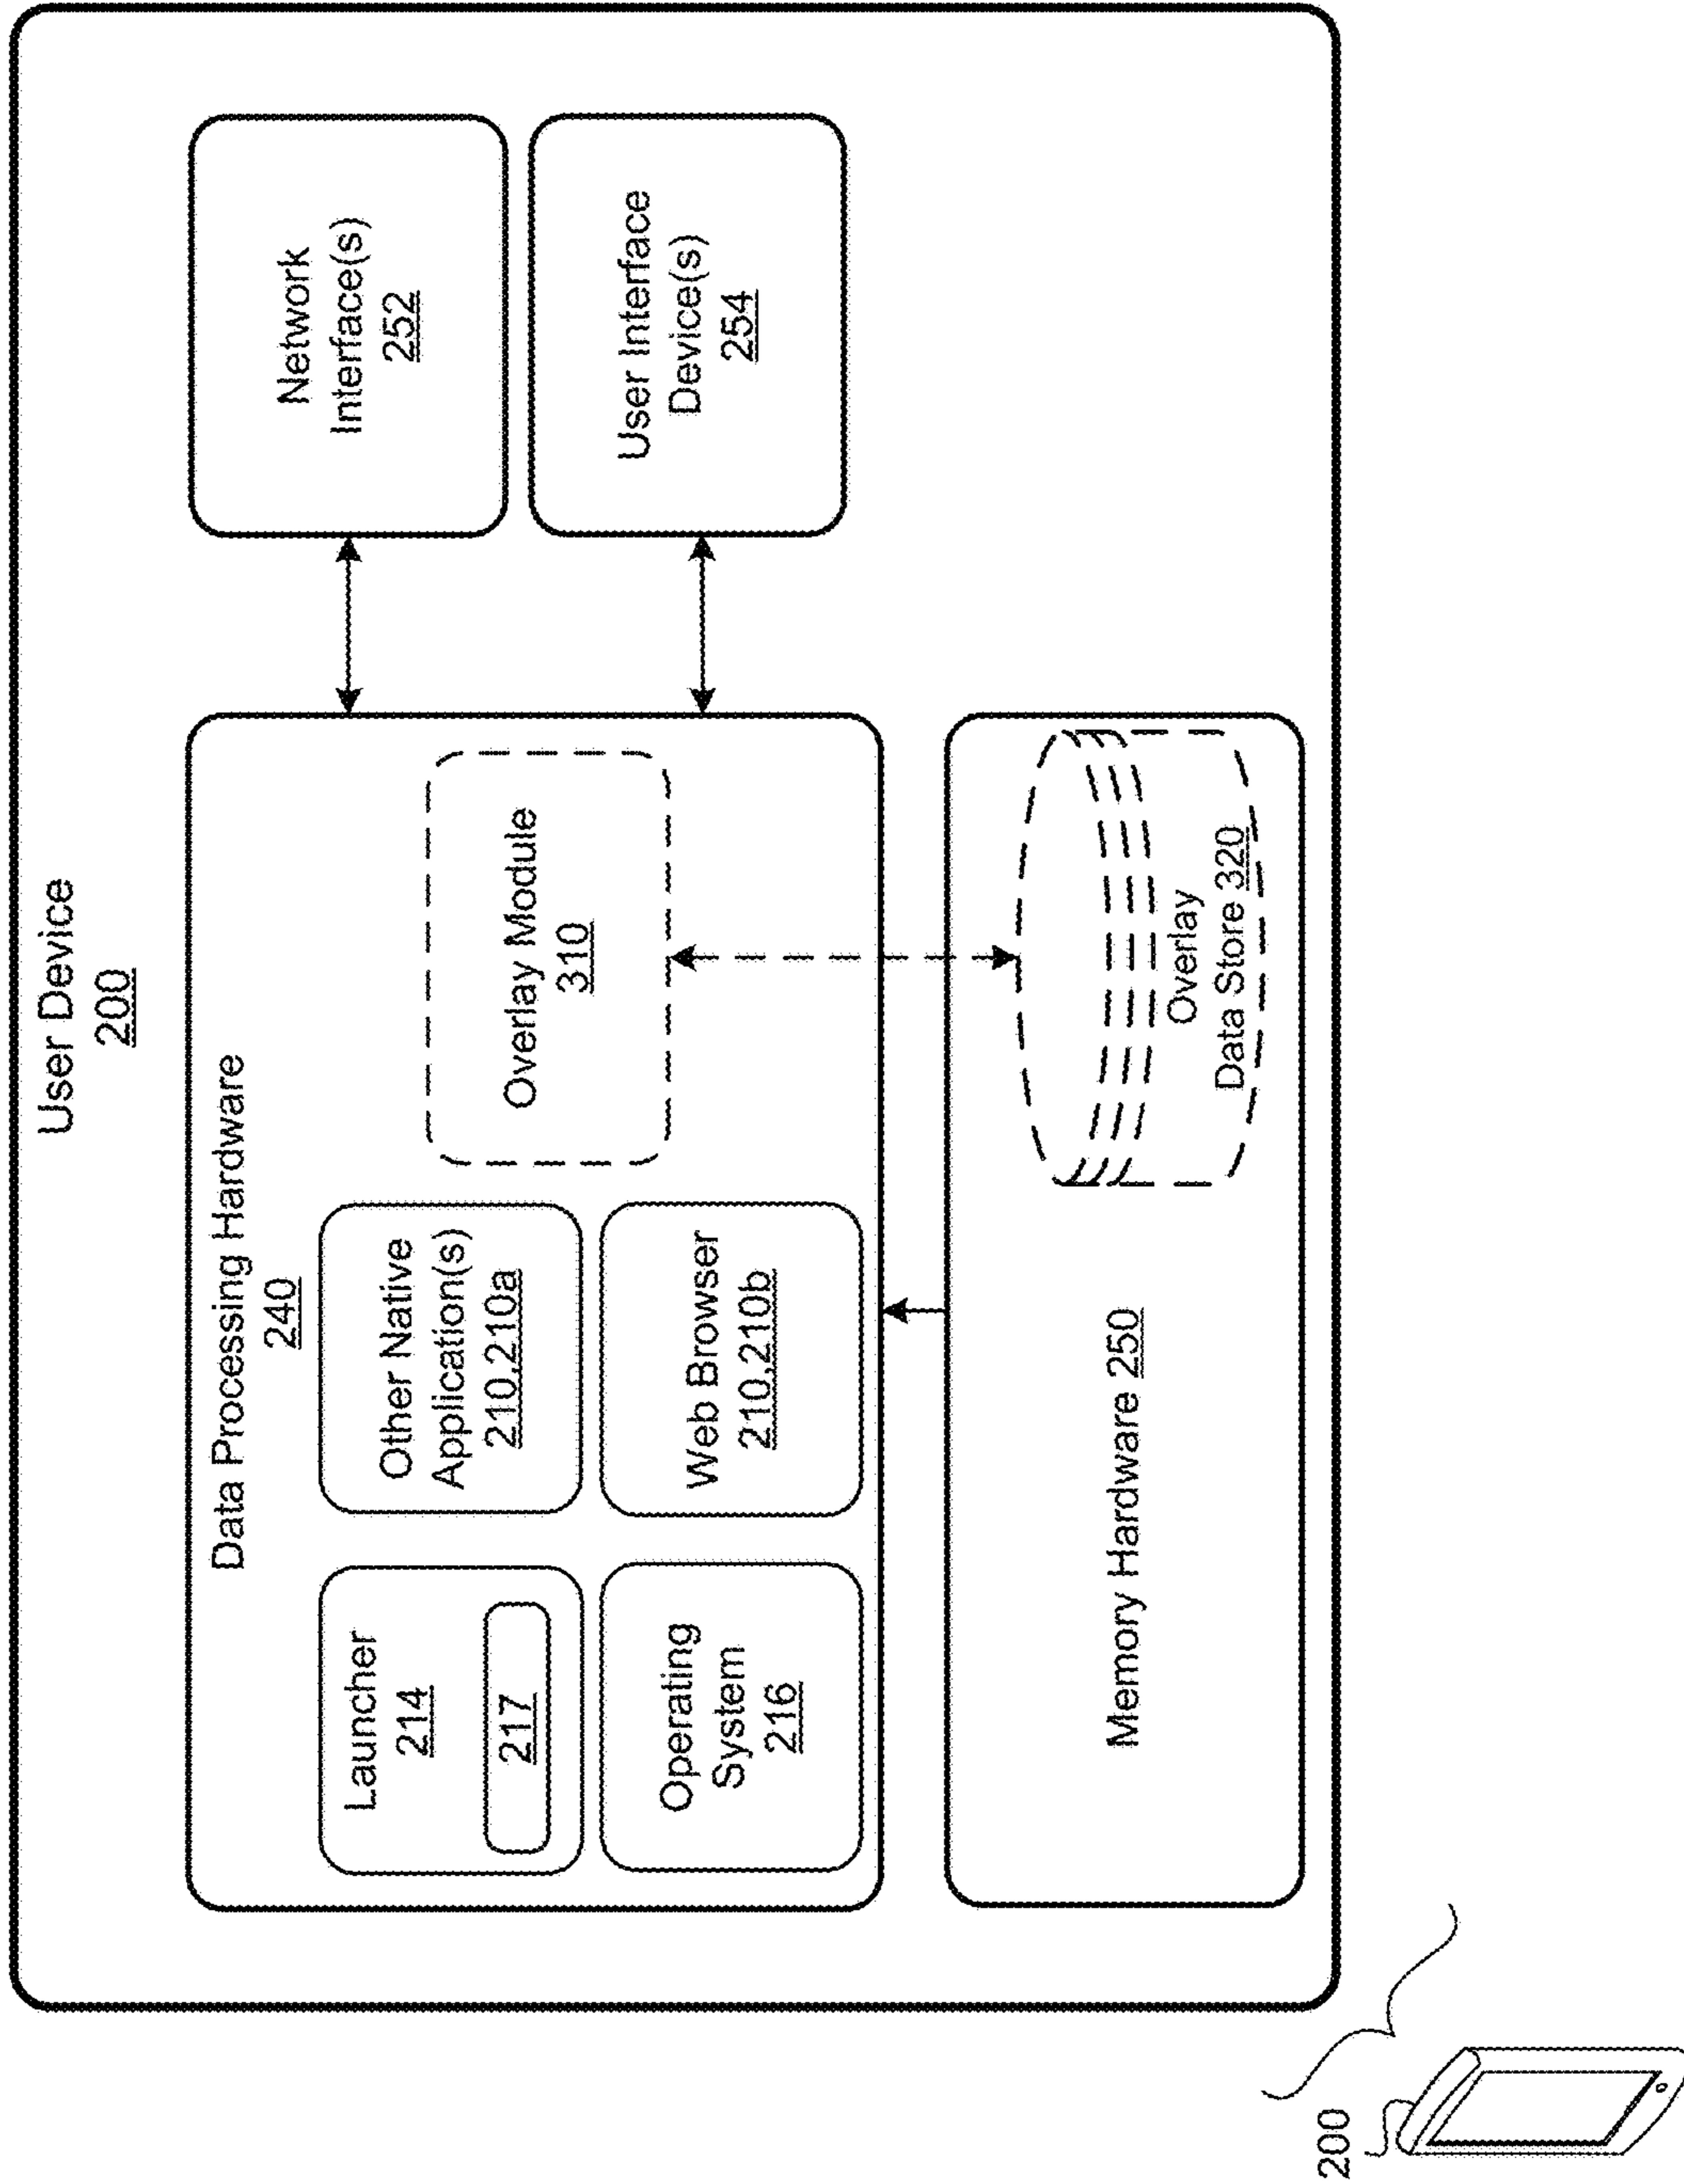 User Device
200
Data Processing Hardware
240
Launcher
214
217
Other Native
Application(s)
210,210a
Overlay Module
310
Operating
System
216
Web Browser
210,210b
Network
Interface(s)
252
User Interface
Device(s)
254
Memory Hardware 250
Overlay
Data Store 320
200